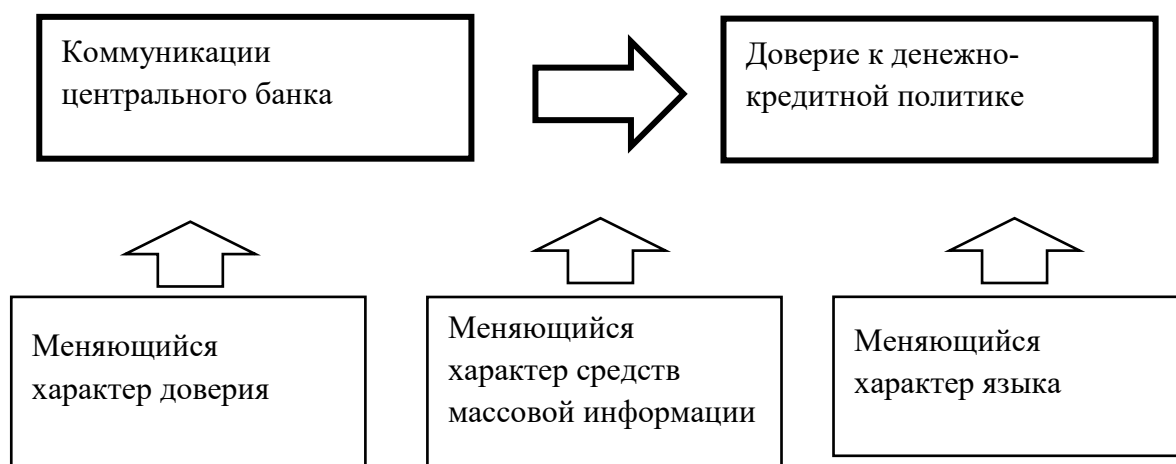 Коммуникации
центрального банка
Доверие к денежно-
кредитной политике
Меняющийся
характер доверия
Меняющийся
характер средств
массовой информации
Меняющийся
характер языка